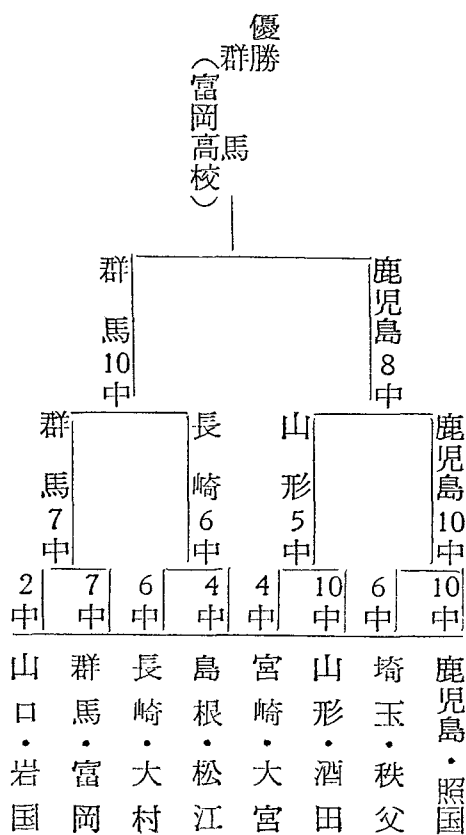 優勝
群馬
（富岡高校）
群馬10中
鹿児島8中
群馬7中
長崎6中
山形5中
鹿児島10中
2中
7中
6中
4中
4中
10中
6中
10中
山口・岩国
群馬・富岡
長崎・大村
島根・松江
宮崎・大宮
山形・酒田
埼玉・秩父
鹿児島・照国